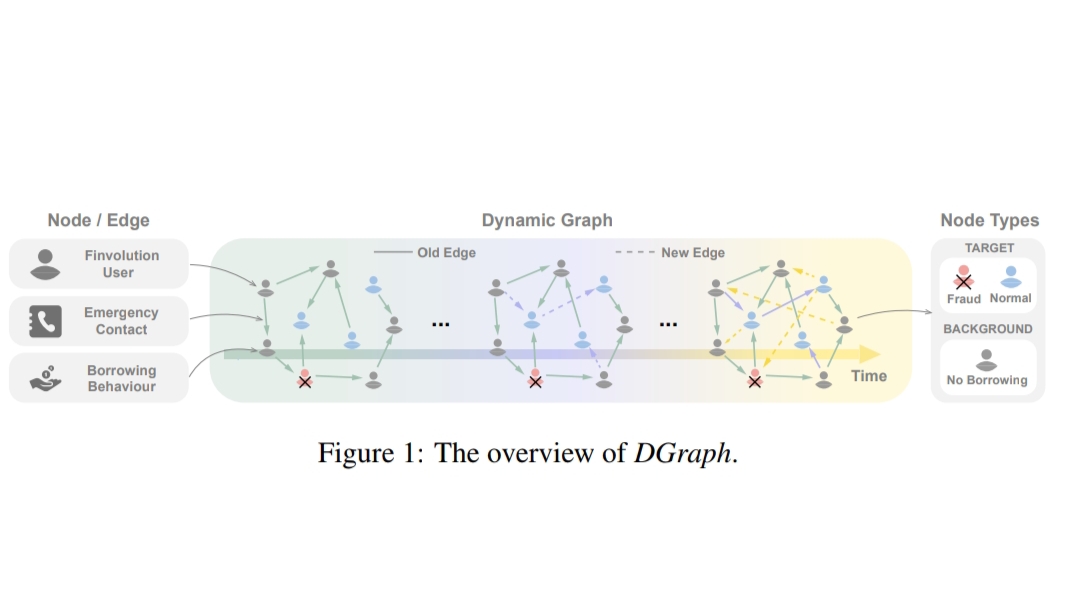 Node / Edge
Dynamic Graph
Node Types
Finvolution
User
Emergency
Contact
Borrowing
Behaviour
Old Edge
New Edge
...
...
Time
TARGET
Fraud
Normal
BACKGROUND
No Borrowing
Figure 1: The overview of DGraph.